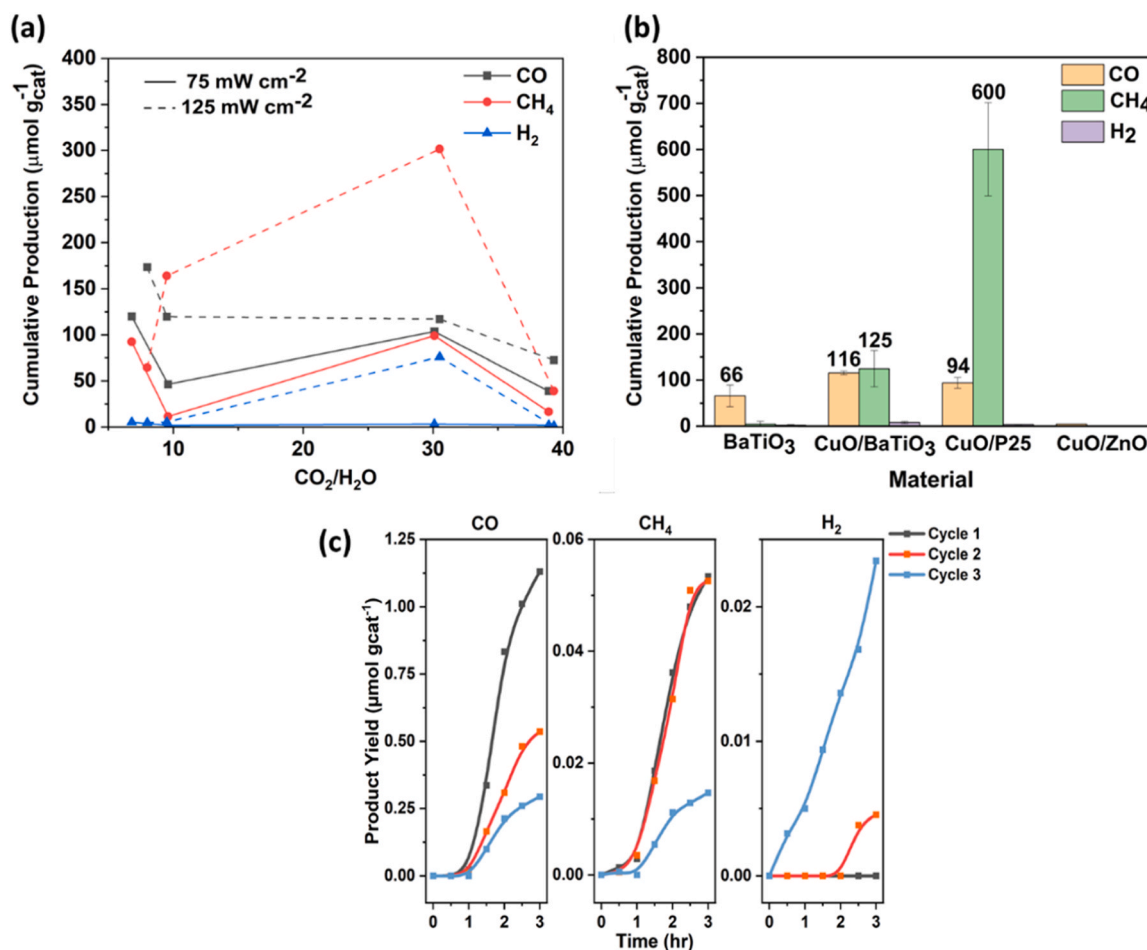 (a)
400
350
300
250
200
150
100
50
0
10
20
30
40
Cumulative Production (μmol g⁻¹cat)
CO₂/H₂O
75 mW cm⁻²
125 mW cm⁻²
CO
CH₄
H₂
(b)
800
700
600
500
400
300
200
100
0
Cumulative Production (μmol g⁻¹cat)
66
116
125
94
600
BaTiO₃
CuO/BaTiO₃
CuO/P25
CuO/ZnO
Material
CO
CH₄
H₂
(c)
CO
CH₄
H₂
Cycle 1
Cycle 2
Cycle 3
Product Yield (μmol gcat⁻¹)
1.25
1.00
0.75
0.50
0.25
0.00
0.06
0.04
0.02
0.00
0.02
0.01
0.00
0 1 2 3
0 1 2 3
0 1 2 3
Time (hr)